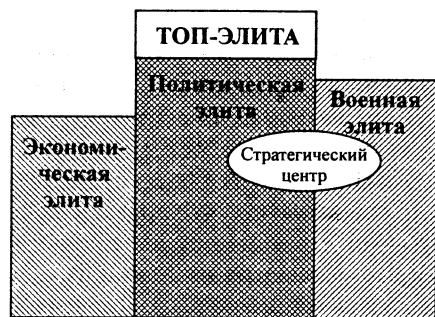 ТОП-ЭЛИТА
Политическая
элита
Военная
элита
Экономи-
ческая
элита
Стратегический
центр